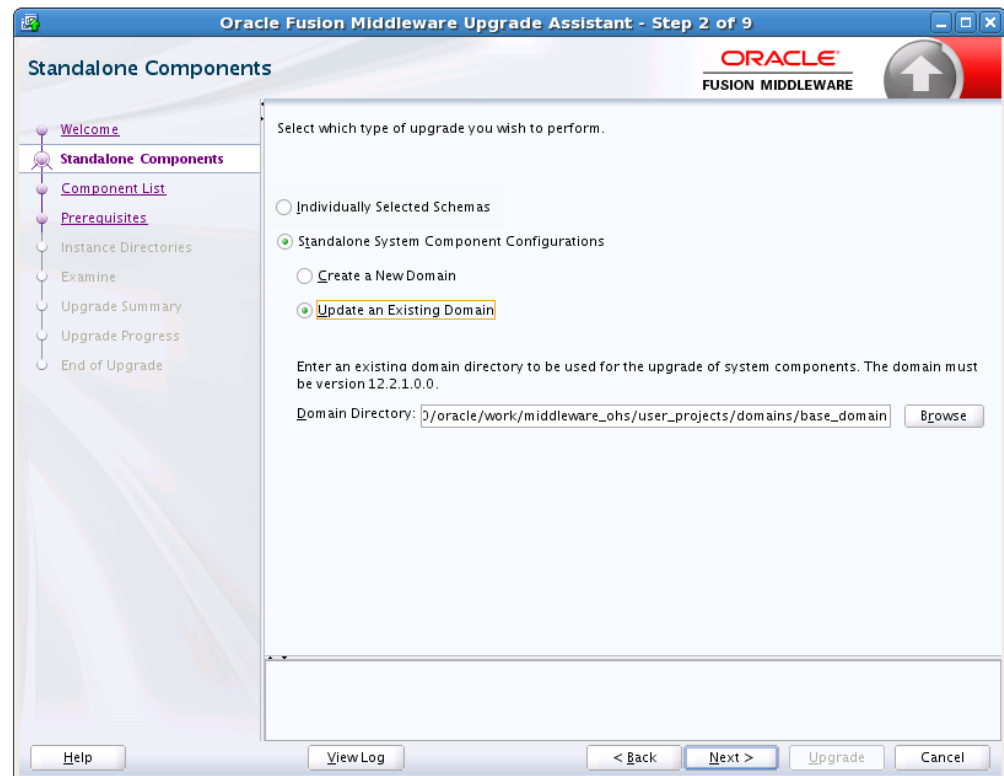 Oracle Fusion Middleware Upgrade Assistant - Step 2 of 9
Standalone Components
ORACLE
FUSION MIDDLEWARE
Welcome
Standalone Components
Component List
Prerequisites
Instance Directories
Examine
Upgrade Summary
Upgrade Progress
End of Upgrade
Select which type of upgrade you wish to perform.
Individually Selected Schemas
Standalone System Component Configurations
Create a New Domain
Update an Existing Domain
Enter an existing domain directory to be used for the upgrade of system components. The domain must
be version 12.2.1.0.0.
Domain Directory: /oracle/work/middleware_ohs/user_projects/domains/base_domain Browse
Help View Log < Back Next > Upgrade Cancel